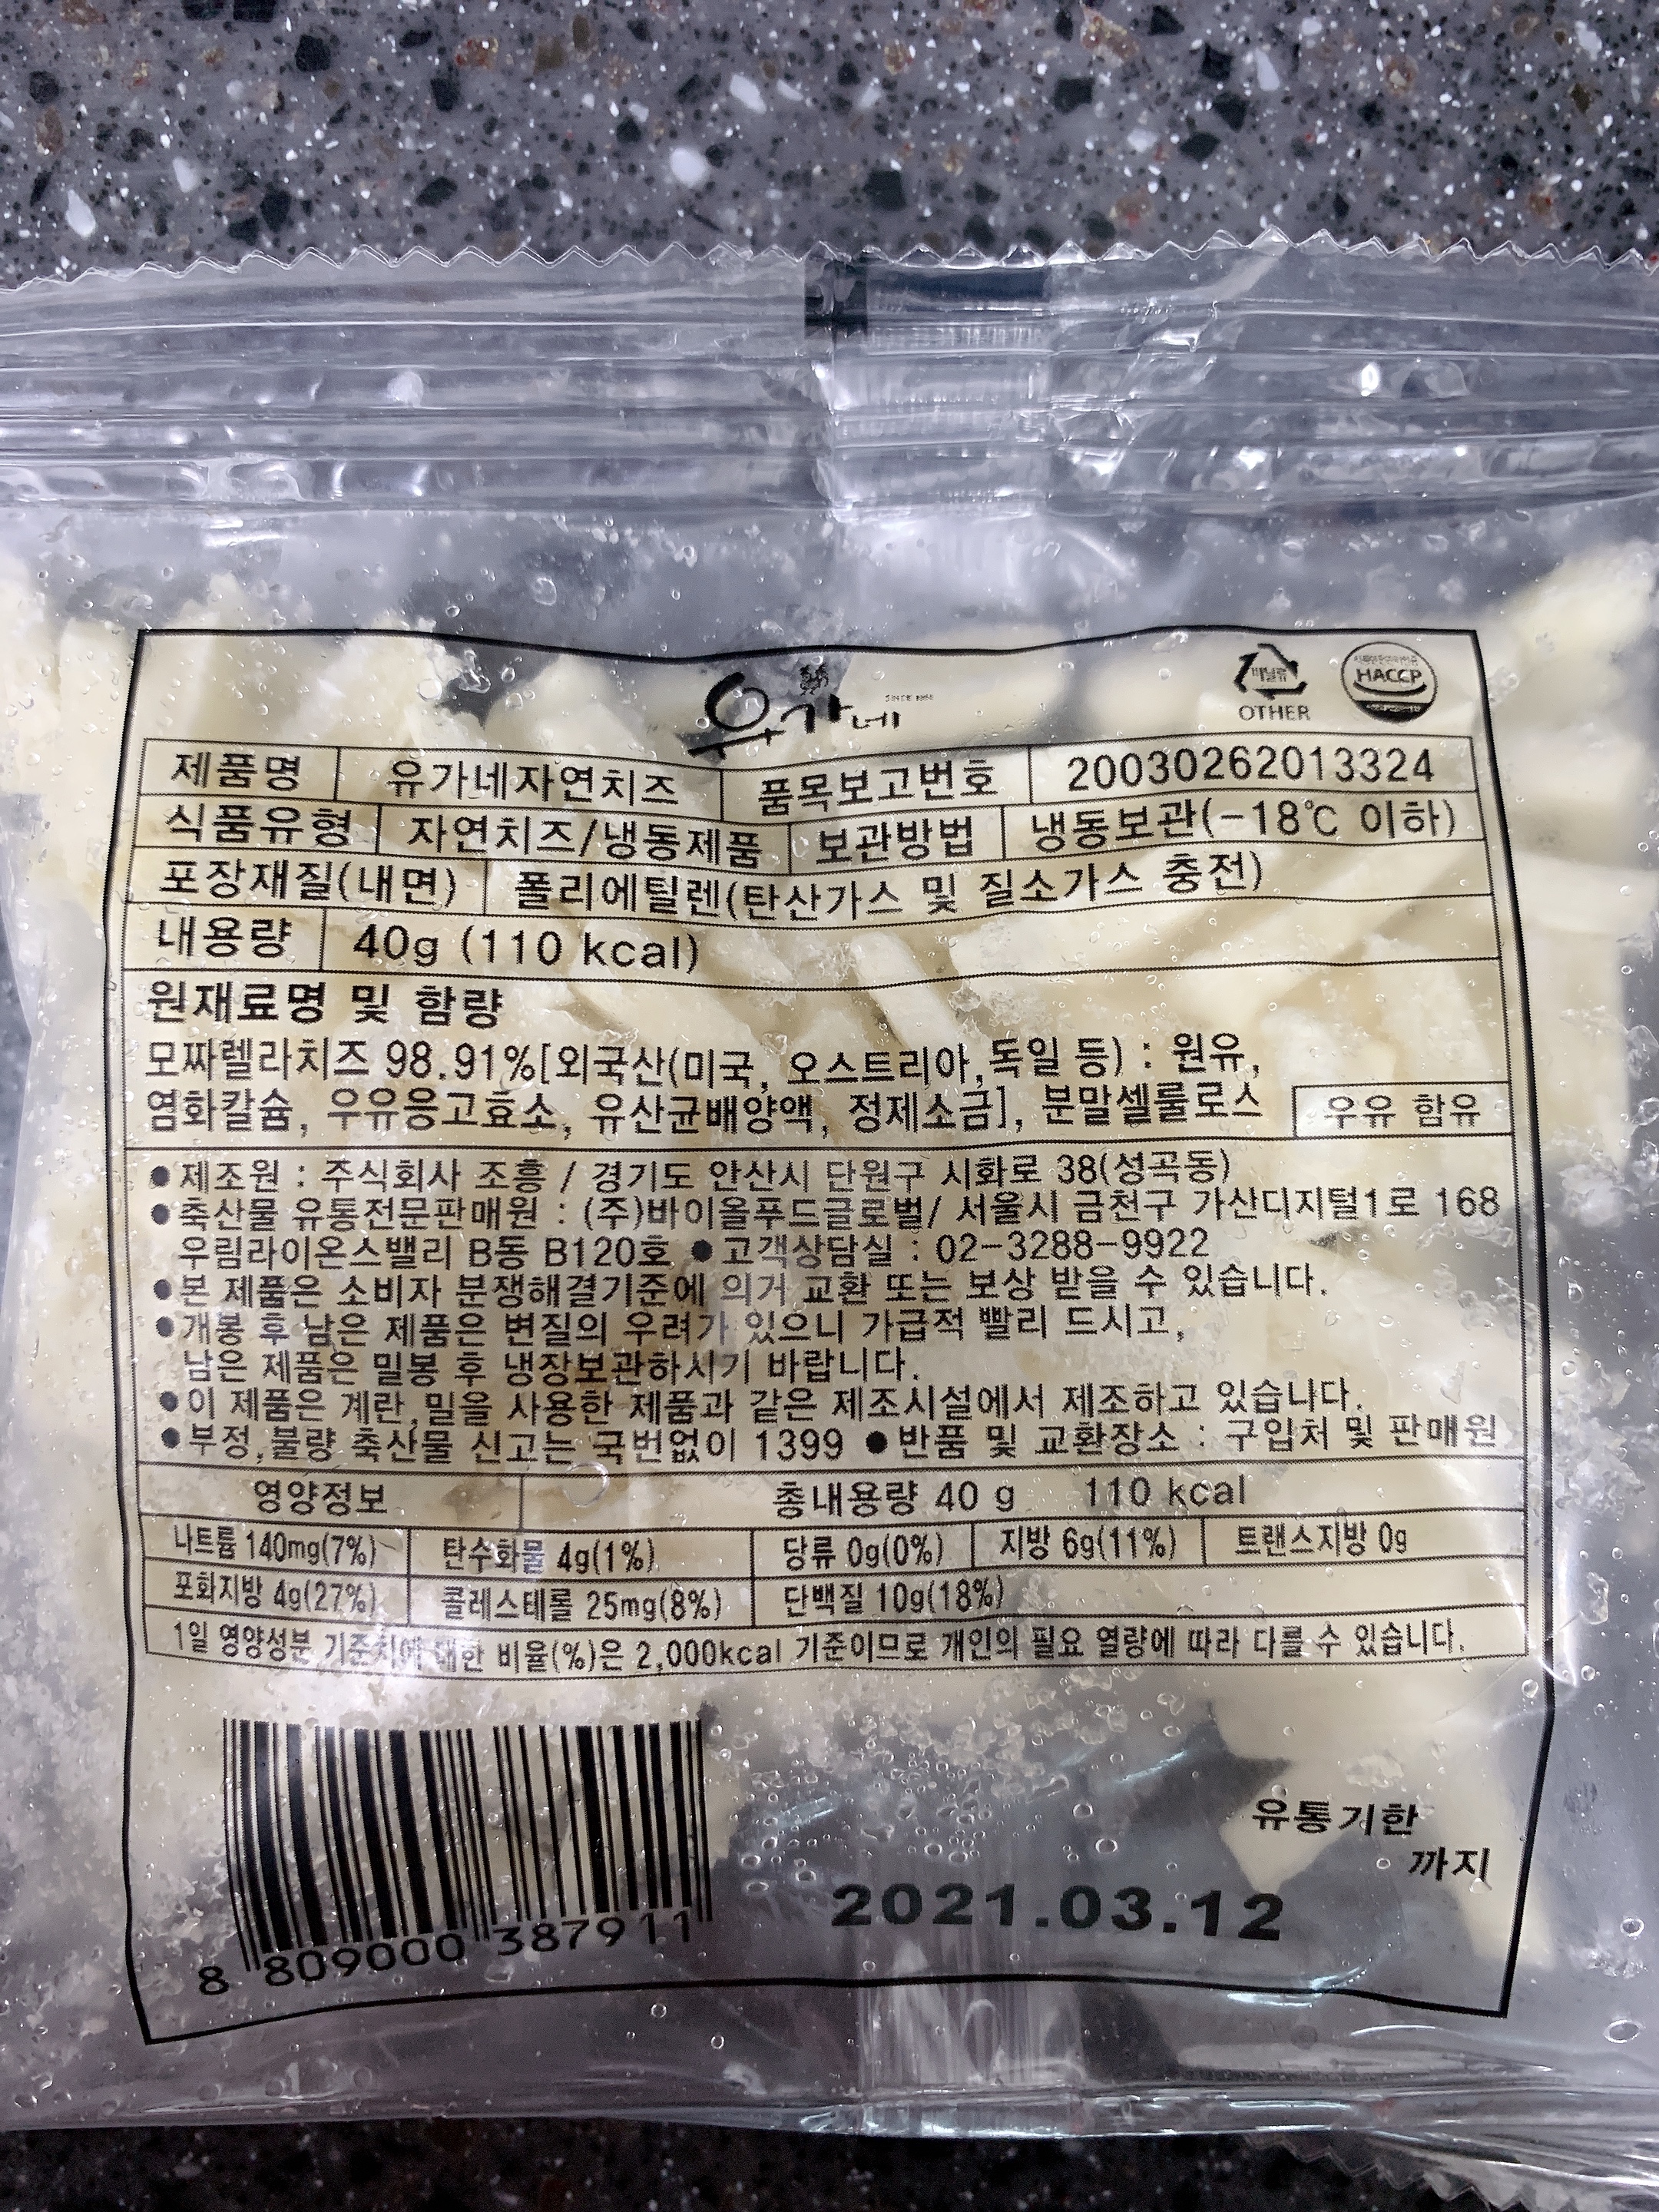 유가네 SINCE 1981
비닐류
OTHER
HACCP
제품명 유가네자연치즈 품목보고번호 20030262013324
식품유형 자연치즈/냉동제품 보관방법 냉동보관(-18℃ 이하)
포장재질(내면) 폴리에틸렌(탄산가스 및 질소가스 충전)
내용량 40g (110 kcal)
원재료명 및 함량
모짜렐라치즈 98.91%[외국산(미국, 오스트리아,독일 등) : 원유,
염화칼슘, 우유응고효소, 유산균배양액, 정제소금], 분말셀룰로스 우유 함유
●제조원 : 주식회사 조흥 / 경기도 안산시 단원구 시화로 38(성곡동)
●축산물 유통전문판매원 : (주)바이올푸드글로벌/ 서울시 금천구 가산디지털1로 168
우림라이온스밸리 B동 B120호 ●고객상담실 : 02-3288-9922
●본 제품은 소비자 분쟁해결기준에 의거 교환 또는 보상 받을 수 있습니다.
●개봉 후 남은 제품은 변질의 우려가 있으니 가급적 빨리 드시고,
남은 제품은 밀봉 후 냉장보관하시기 바랍니다.
●이 제품은 계란,밀을 사용한 제품과 같은 제조시설에서 제조하고 있습니다.
●부정,불량 축산물 신고는 국번없이 1399 ●반품 및 교환장소 : 구입처 및 판매원
영양정보 총내용량 40 g 110 kcal
나트륨 140mg(7%) 탄수화물 4g(1%) 당류 0g(0%) 지방 6g(11%) 트랜스지방 0g
포화지방 4g(27%) 콜레스테롤 25mg(8%) 단백질 10g(18%)
1일 영양성분 기준치에 대한 비율(%)은 2,000kcal 기준이므로 개인의 필요 열량에 따라 다를 수 있습니다.
유통기한
까지
2021.03.12
8 809000 387911